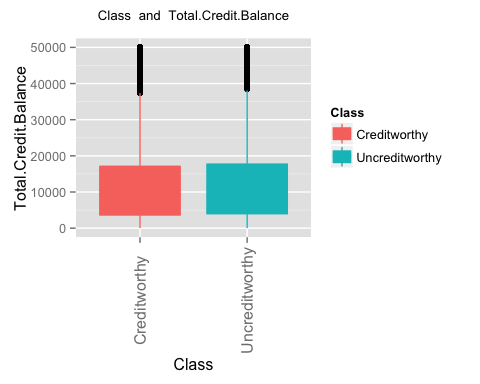 Class and Total.Credit.Balance
Total.Credit.Balance
50000
40000
30000
20000
10000
0
Creditworthy
Uncreditworthy
Class
Class
Creditworthy
Uncreditworthy